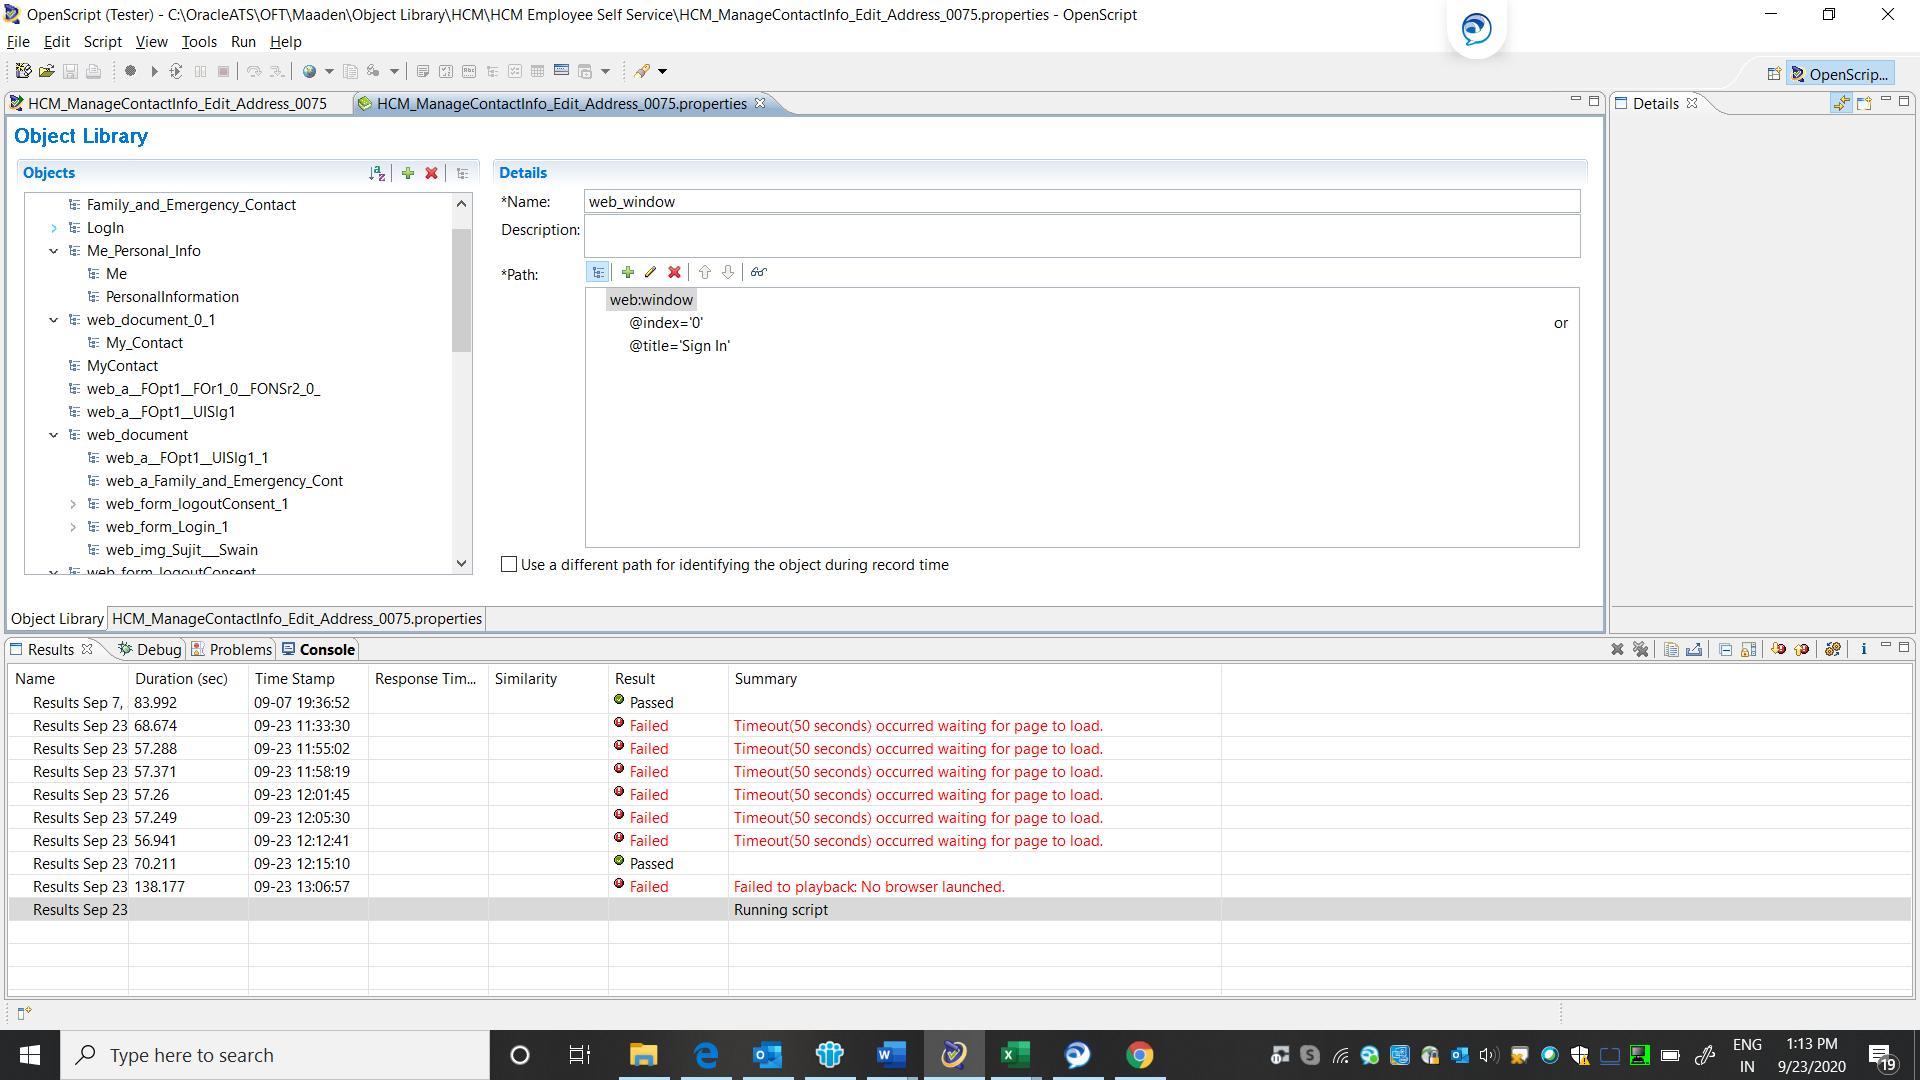 OpenScript (Tester) - C:\OracleATS\OFT\Maaden\Object Library\HCM\HCM Employee Self Service\HCM_ManageContactInfo_Edit_Address_0075.properties - OpenScript
File Edit Script View Tools Run Help
OpenScrip...
HCM_ManageContactInfo_Edit_Address_0075
HCM_ManageContactInfo_Edit_Address_0075.properties
Details
Object Library
Objects
Family_and_Emergency_Contact
LogIn
Me_Personal_Info
Me
PersonalInformation
web_document_0_1
My_Contact
MyContact
web_a__FOpt1__FOr1_0__FONSr2_0_
web_a__FOpt1__UISlg1
web_document
web_a__FOpt1__UISlg1_1
web_a_Family_and_Emergency_Cont
web_form_logoutConsent_1
web_form_Login_1
web_img_Sujit___Swain
web_form_logoutConsent
Details
*Name: web_window
Description:
*Path:
web:window
@index='0' or
@title='Sign In'
Use a different path for identifying the object during record time
Object Library HCM_ManageContactInfo_Edit_Address_0075.properties
Results Debug Problems Console
Name Duration (sec) Time Stamp Response Tim... Similarity Result Summary
Results Sep 7, 83.992 09-07 19:36:52 Passed
Results Sep 23 68.674 09-23 11:33:30 Failed Timeout(50 seconds) occurred waiting for page to load.
Results Sep 23 57.288 09-23 11:55:02 Failed Timeout(50 seconds) occurred waiting for page to load.
Results Sep 23 57.371 09-23 11:58:19 Failed Timeout(50 seconds) occurred waiting for page to load.
Results Sep 23 57.26 09-23 12:01:45 Failed Timeout(50 seconds) occurred waiting for page to load.
Results Sep 23 57.249 09-23 12:05:30 Failed Timeout(50 seconds) occurred waiting for page to load.
Results Sep 23 56.941 09-23 12:12:41 Failed Timeout(50 seconds) occurred waiting for page to load.
Results Sep 23 70.211 09-23 12:15:10 Passed
Results Sep 23 138.177 09-23 13:06:57 Failed Failed to playback: No browser launched.
Results Sep 23 Running script
Type here to search
ENG
IN
1:13 PM
9/23/2020
19